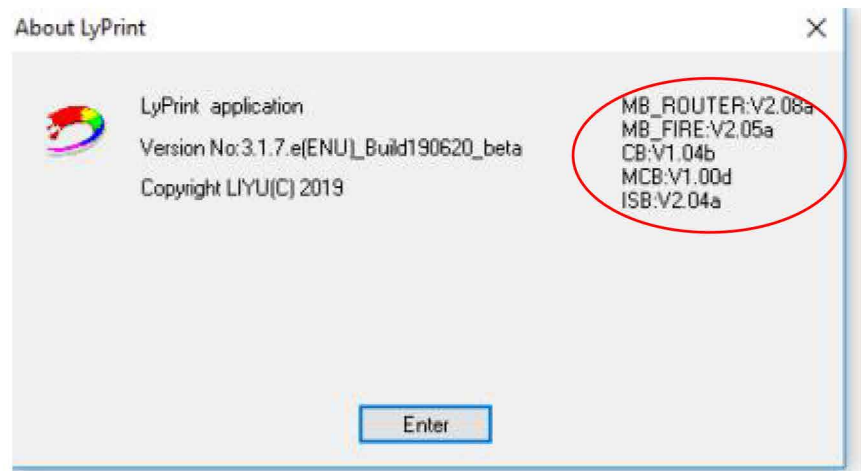 About LyPrint
LyPrint application
Version No:3.1.7.e(ENU)_Build190620_beta
Copyright LIYU(C) 2019
MB_ROUTER:V2.08a
MB_FIRE:V2.05a
CB:V1.04b
MCB:V1.00d
ISB:V2.04a
Enter